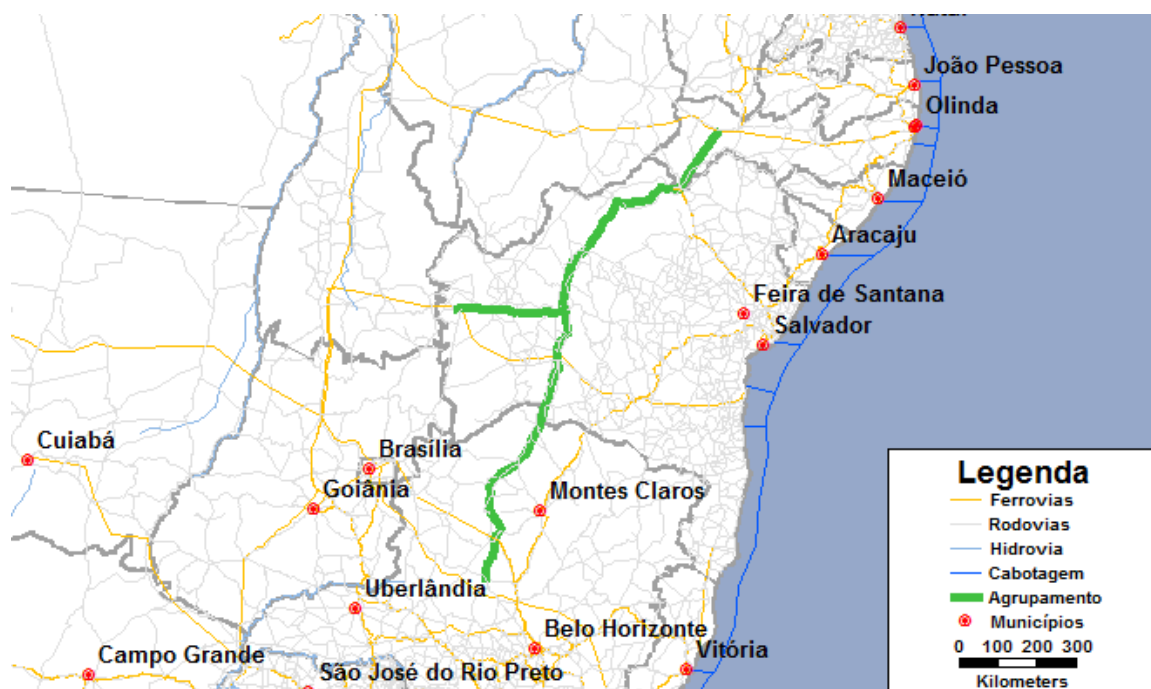 João Pessoa
Olinda
Maceió
Aracaju
Feira de Santana
Salvador
Cuiabá
Brasília
Goiânia
Montes Claros
Uberlândia
Belo Horizonte
Vitória
Campo Grande
São José do Rio Preto
Legenda
Ferrovias
Rodovias
Hidrovia
Cabotagem
Agrupamento
Municípios
0 100 200 300
Kilometers